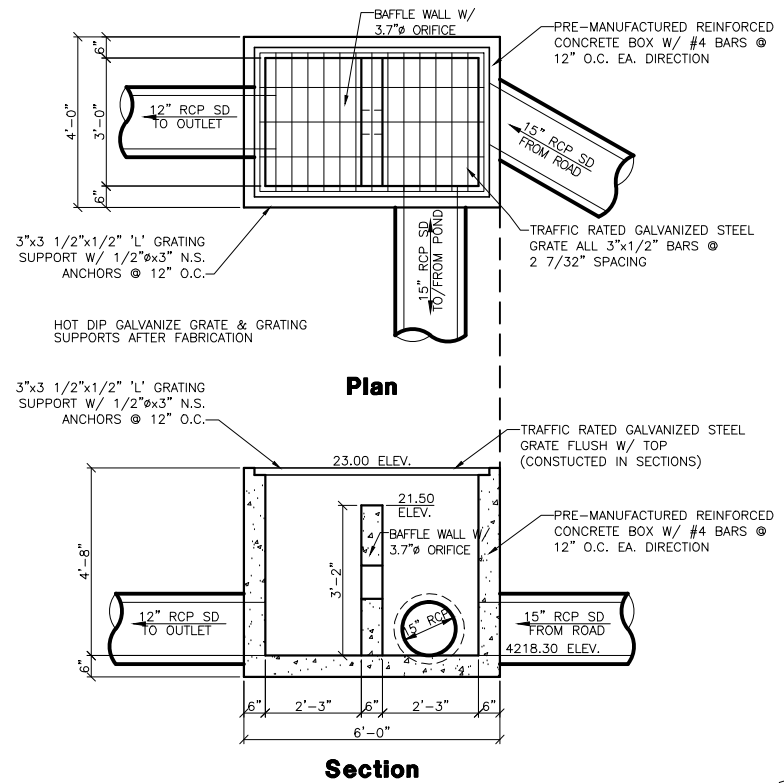 BAFFLE WALL W/
3.7"ø ORIFICE
PRE-MANUFACTURED REINFORCED
CONCRETE BOX W/ #4 BARS @
12" O.C. EA. DIRECTION
6"
4'-0"
3'-0"
6"
12" RCP SD
TO OUTLET
15" RCP SD
FROM ROAD
15" RCP SD
TO/FROM POND
3"x3 1/2"x1/2" 'L' GRATING
SUPPORT W/ 1/2"øx3" N.S.
ANCHORS @ 12" O.C.
TRAFFIC RATED GALVANIZED STEEL
GRATE ALL 3"x1/2" BARS @
2 7/32" SPACING
HOT DIP GALVANIZE GRATE & GRATING
SUPPORTS AFTER FABRICATION
Plan
3"x3 1/2"x1/2" 'L' GRATING
SUPPORT W/ 1/2"øx3" N.S.
ANCHORS @ 12" O.C.
TRAFFIC RATED GALVANIZED STEEL
GRATE FLUSH W/ TOP
(CONSTUCTED IN SECTIONS)
23.00 ELEV.
21.50
ELEV.
BAFFLE WALL W/
3.7"ø ORIFICE
PRE-MANUFACTURED REINFORCED
CONCRETE BOX W/ #4 BARS @
12" O.C. EA. DIRECTION
4'-8"
3'-2"
12" RCP SD
TO OUTLET
15" RCP
15" RCP SD
FROM ROAD
4218.30 ELEV.
6"
6"
2'-3"
6"
2'-3"
6"
6'-0"
Section